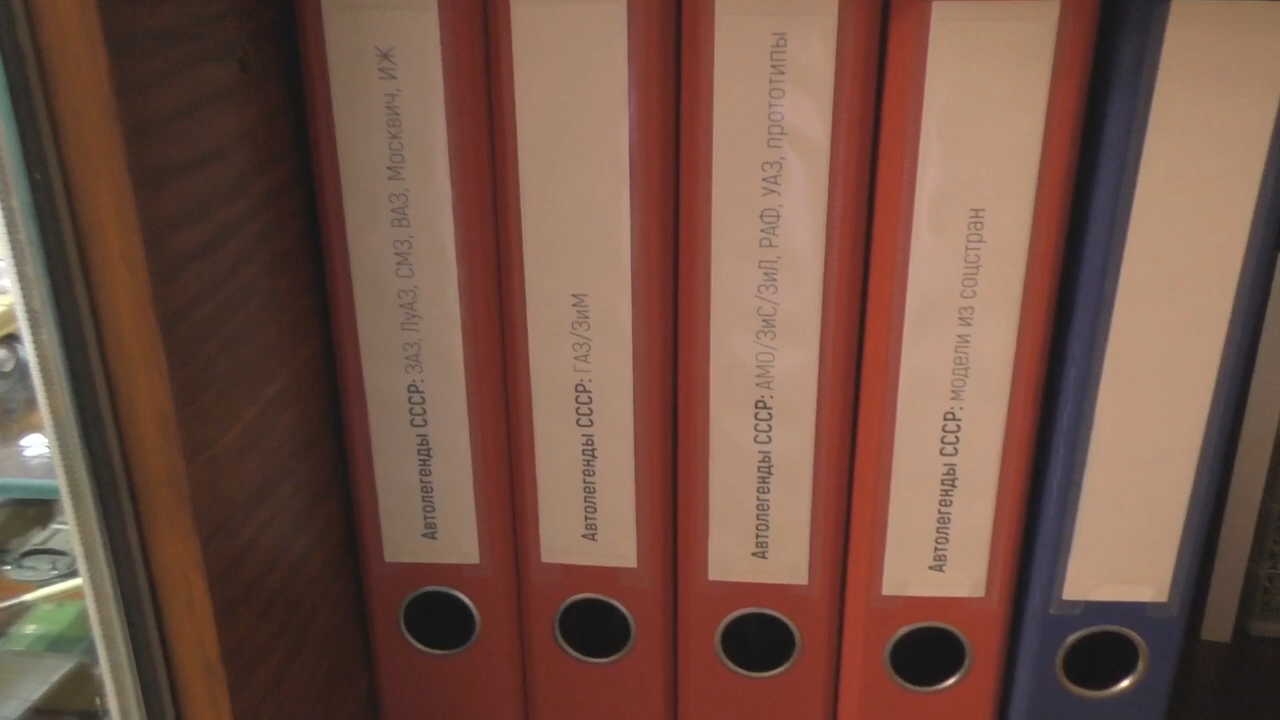 Автолегенды СССР: ЗАЗ, ЛуАЗ, СМЗ, ВАЗ, Москвич, ИЖ
Автолегенды СССР: ГАЗ/ЗиМ
Автолегенды СССР: АМО/ЗиС/ЗиЛ, РАФ, УАЗ, прототипы
Автолегенды СССР: модели из соцстран